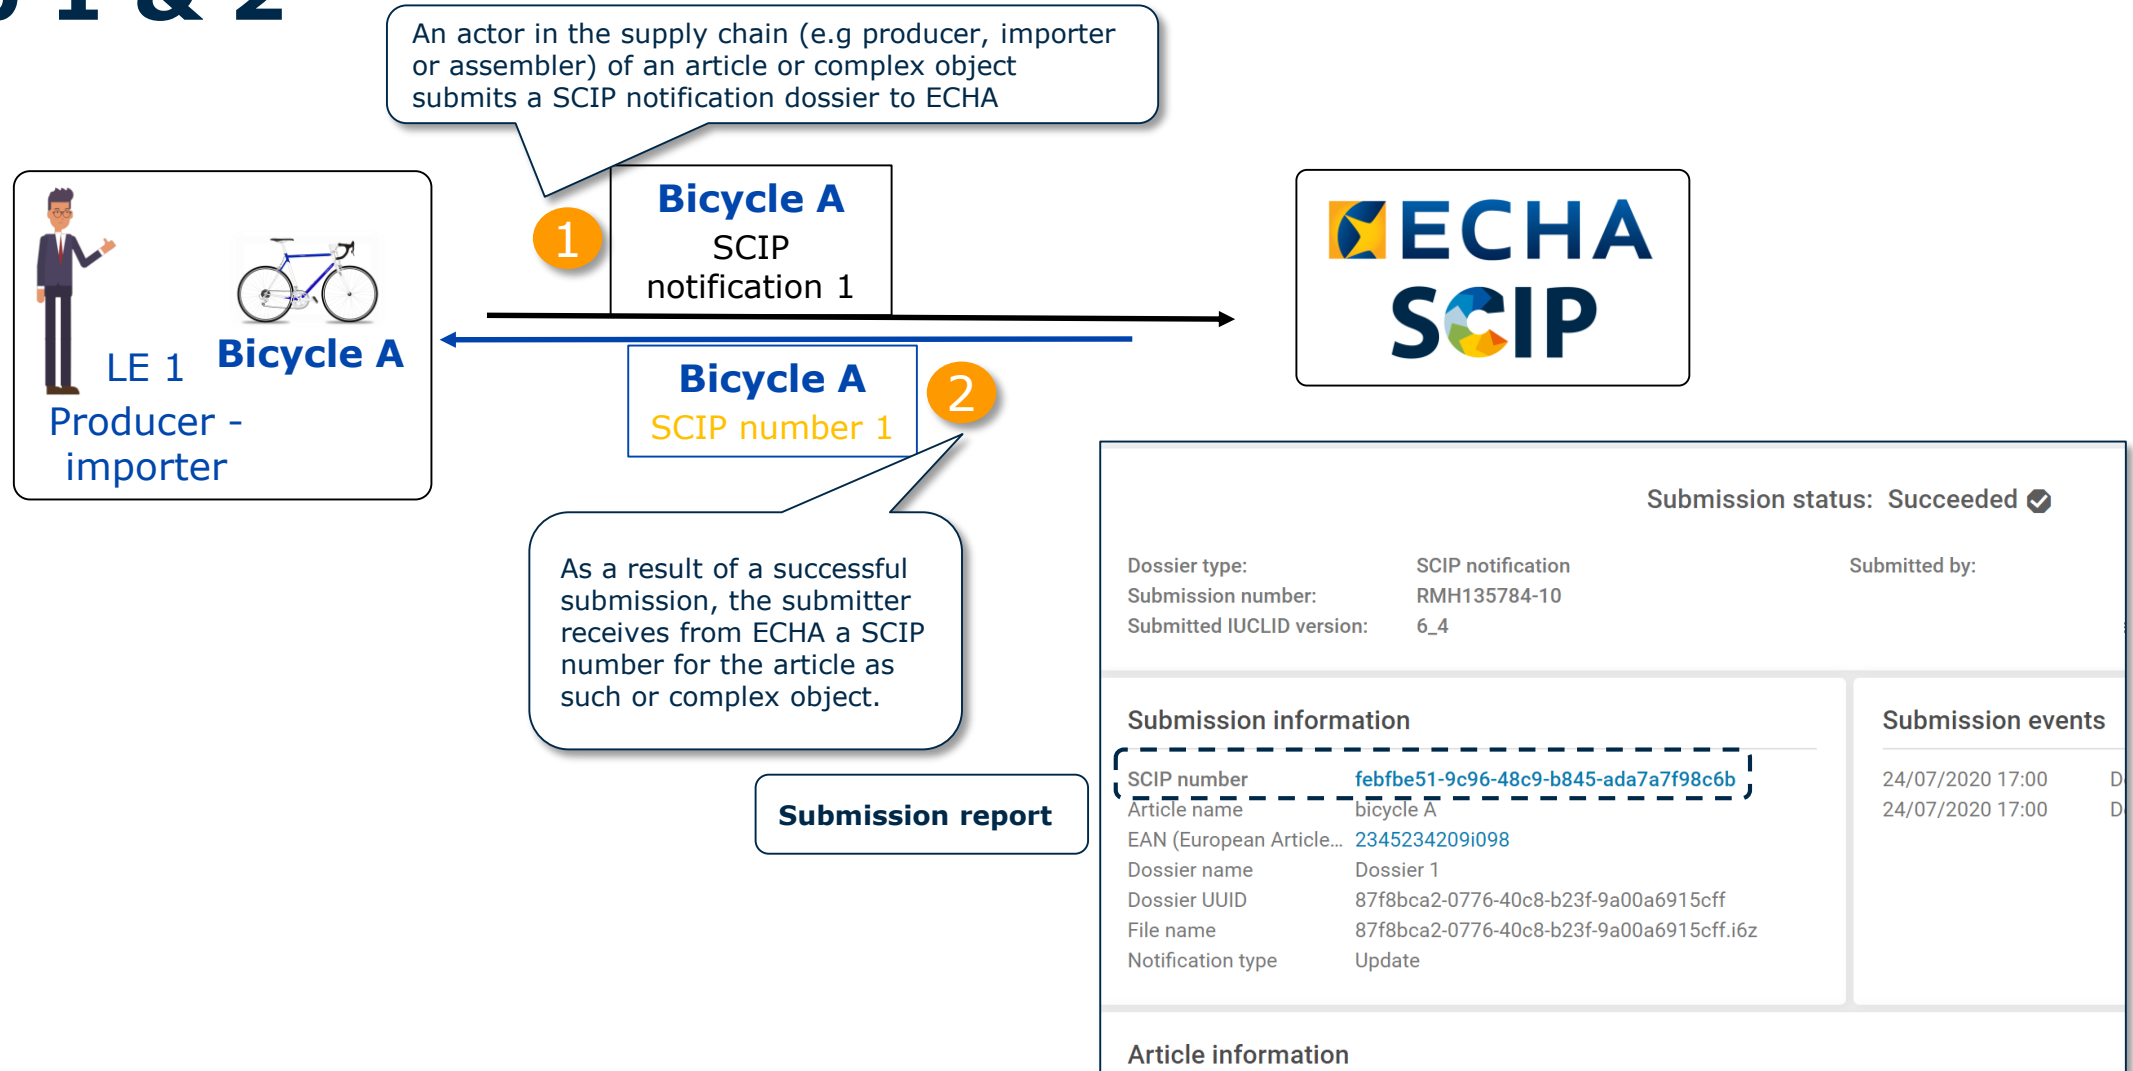 1 & 2
An actor in the supply chain (e.g producer, importer
or assembler) of an article or complex object
submits a SCIP notification dossier to ECHA
1
Bicycle A
SCIP
notification 1
ECHA
SCIP
LE 1
Bicycle A
Producer -
importer
Bicycle A
SCIP number 1
2
As a result of a successful
submission, the submitter
receives from ECHA a SCIP
number for the article as
such or complex object.
Submission report
Submission status: Succeeded
Dossier type: SCIP notification Submitted by:
Submission number: RMH135784-10
Submitted IUCLID version: 6_4
Submission information
SCIP number febfbe51-9c96-48c9-b845-ada7a7f98c6b
Article name bicycle A
EAN (European Article... 2345234209i098
Dossier name Dossier 1
Dossier UUID 87f8bca2-0776-40c8-b23f-9a00a6915cff
File name 87f8bca2-0776-40c8-b23f-9a00a6915cff.i6z
Notification type Update
Submission events
24/07/2020 17:00
24/07/2020 17:00
Article information